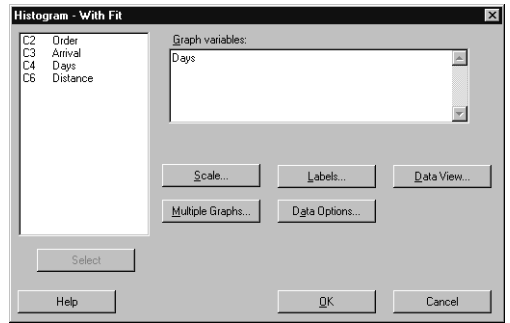 Histogram - With Fit
C2 Order
C3 Arrival
C4 Days
C6 Distance
Graph variables:
Days
Scale...
Labels...
Data View...
Multiple Graphs...
Data Options...
Select
Help
OK
Cancel